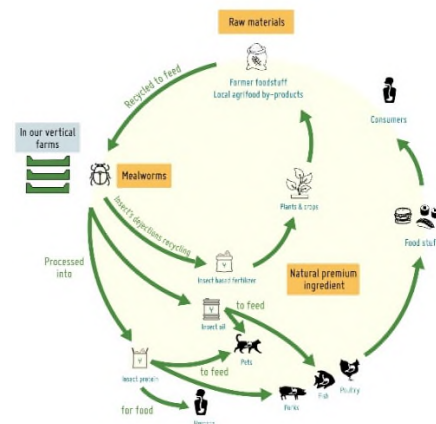 Raw materials
Former foodstuff
Local agrifood by-products
Recycled to feed
Consumers
In our vertical
farms
Mealworms
Plants & crops
Insect's dejections recycling
Food stuff
Insect based fertilizer
Processed
into
Natural premium
ingredient
to feed
Insect oil
to feed
Pets
Insect protein
Poultry
Fish
Porks
for food